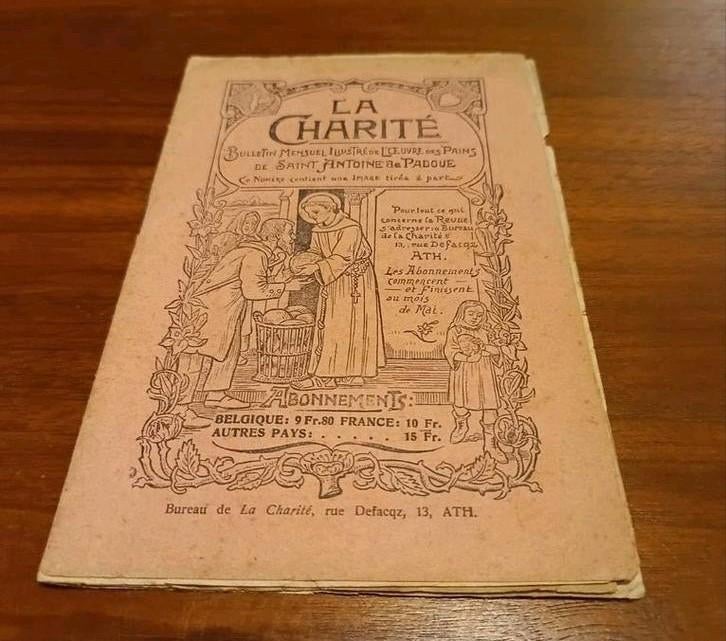 LA
CHARITÉ
BULLETIN MENSUEL ILLUSTRÉ DE L'ŒUVRE DES PAINS
DE SAINT ANTOINE De PADOUE
Ce NUMÉRO contient une IMAGE tirée à part
Pour tout ce qui
concerne la Revue
s'adresser au Bureau
de la Charité
13, rue Defacqz
ATH.
Les Abonnements
commencent
— et finissent
au mois
de Mai.
ABONNEMENTS:
BELGIQUE: 9 Fr.80 FRANCE: 10 Fr.
AUTRES PAYS: . . . . . 15 Fr.
Bureau de La Charité, rue Defacqz, 13, ATH.